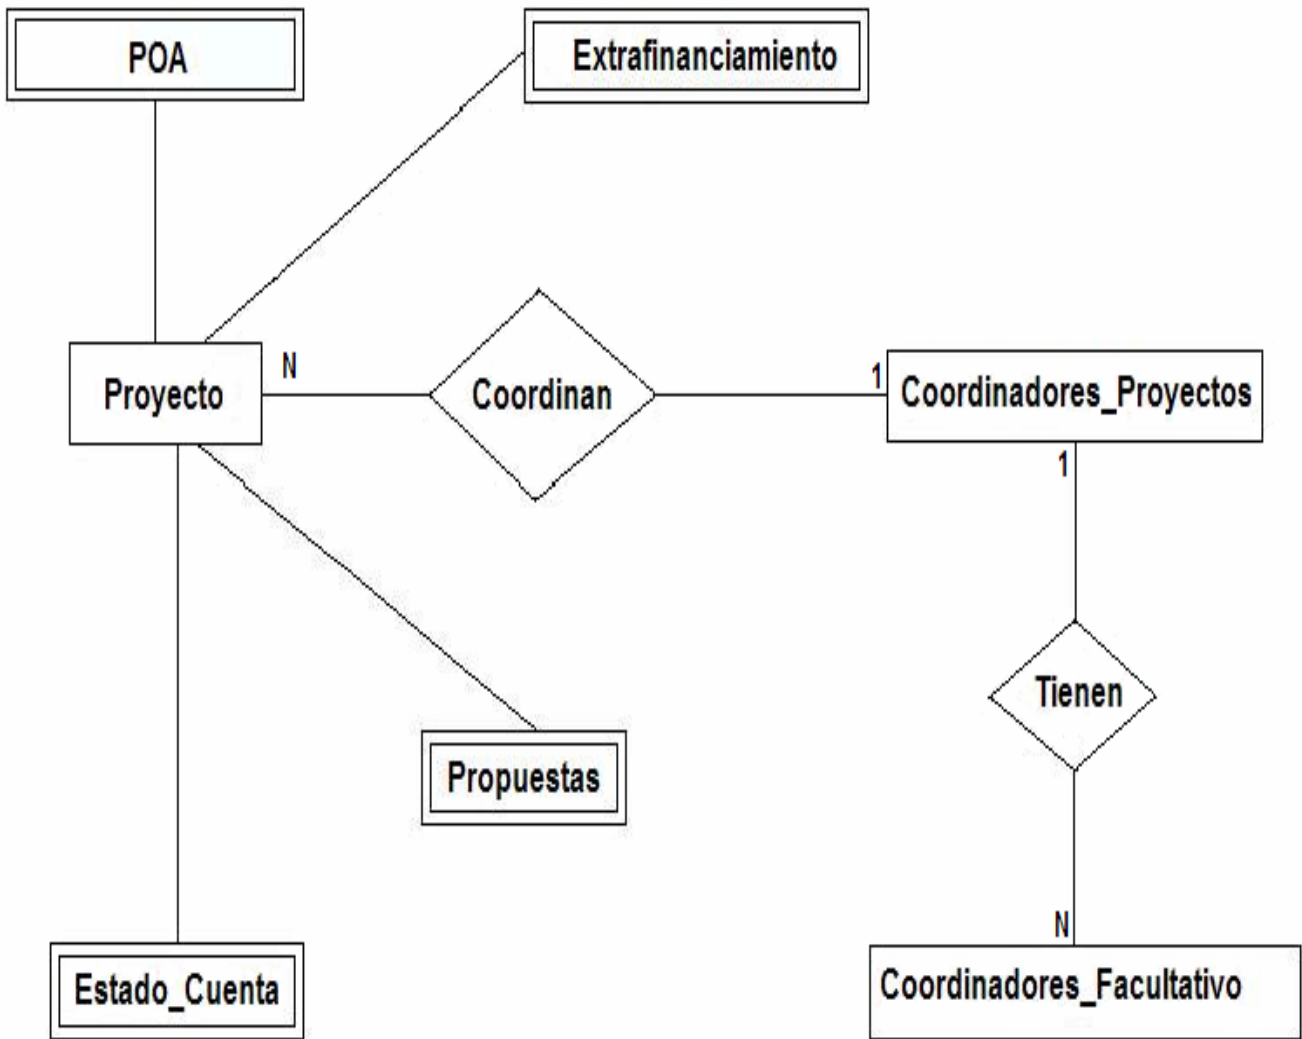 POA
Extrafinanciamiento
N
Proyecto
Coordinan
1
Coordinadores_Proyectos
1
Tienen
Propuestas
N
Estado_Cuenta
Coordinadores_Facultativo